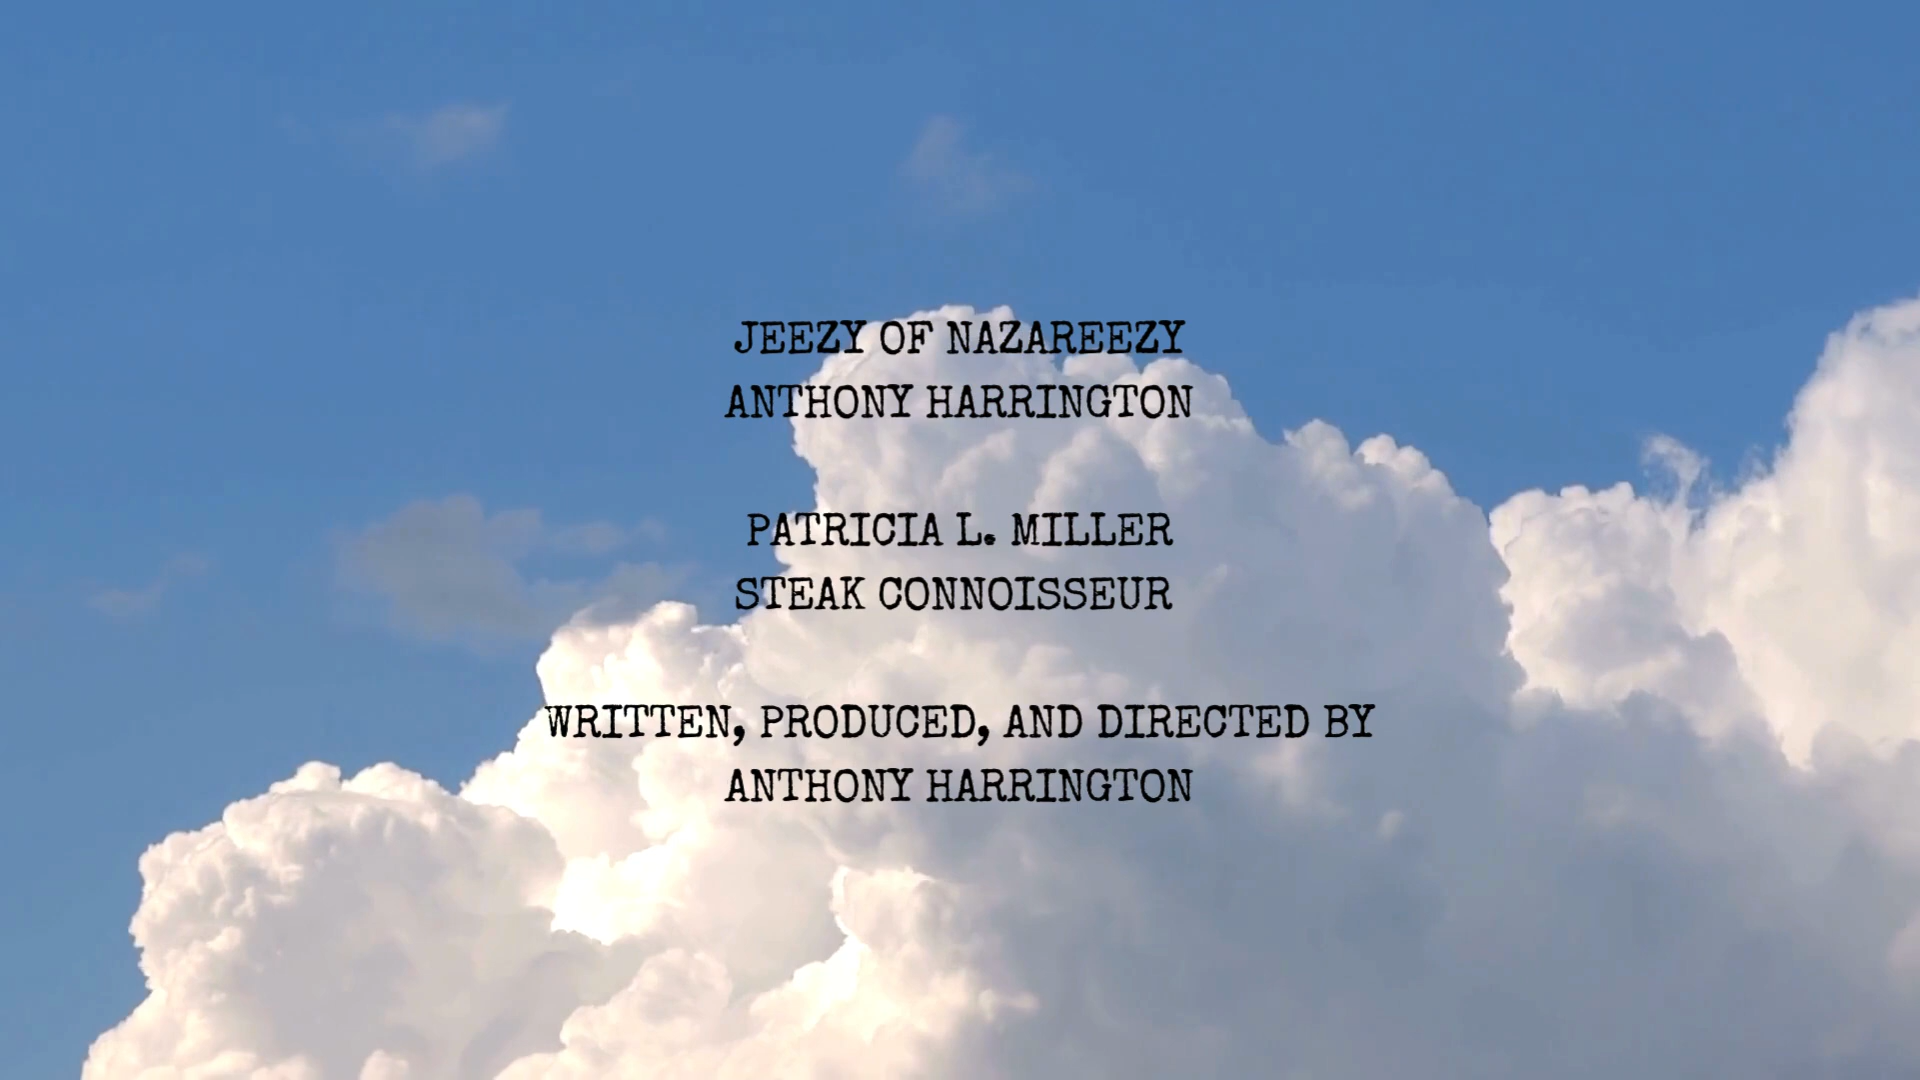 JEEZY OF NAZAREEZY
ANTHONY HARRINGTON
PATRICIA L. MILLER
STEAK CONNOISSEUR
WRITTEN, PRODUCED, AND DIRECTED BY
ANTHONY HARRINGTON